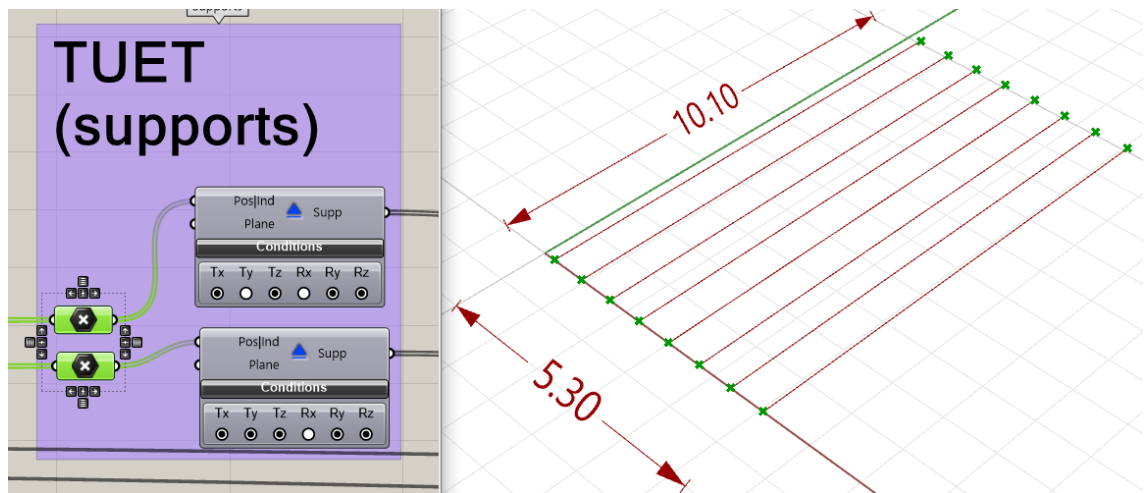 supports
TUET
(supports)
Pos|Ind
Supp
Plane
Conditions
Tx Ty Tz Rx Ry Rz
Pos|Ind
Supp
Plane
Conditions
Tx Ty Tz Rx Ry Rz
10.10
5.30